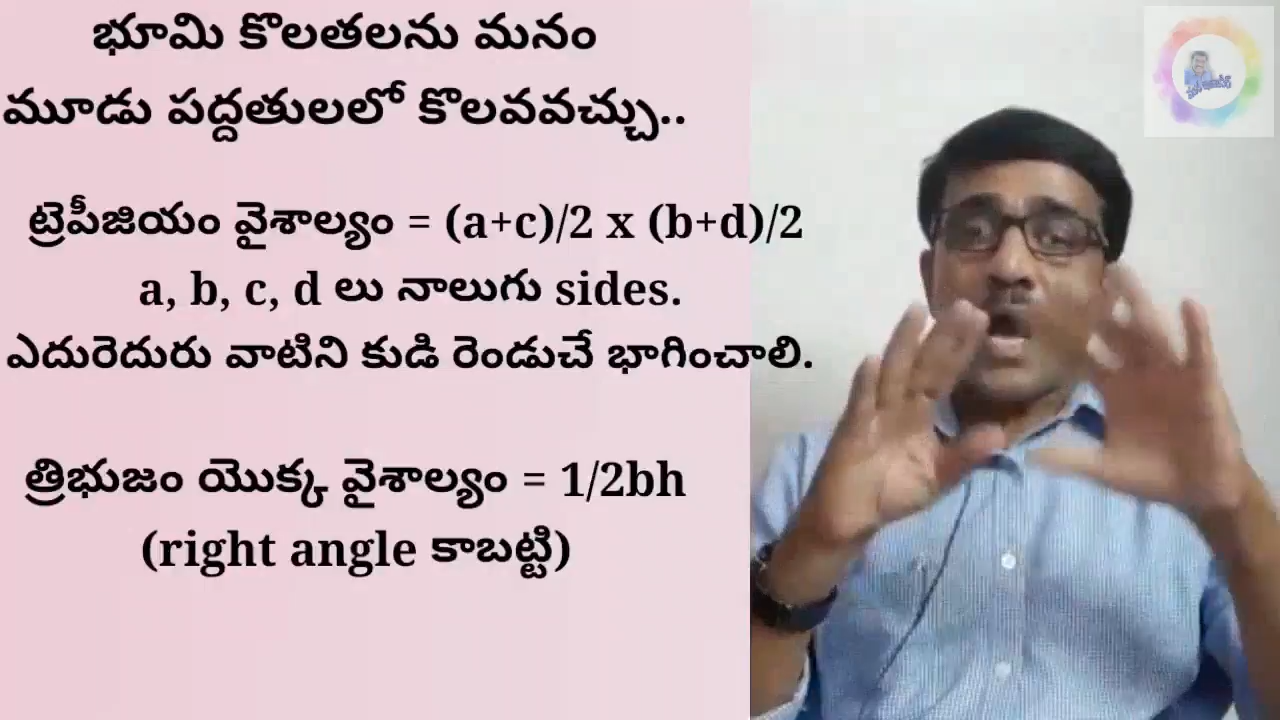 భూమి కొలతలను మనం
మూడు పద్దతులలో కొలవవచ్చు..
ట్రెపీజియం వైశాల్యం = (a+c)/2 x (b+d)/2
a, b, c, d లు నాలుగు sides.
ఎదురెదురు వాటిని కుడి రెండుచే భాగించాలి.
త్రిభుజం యొక్క వైశాల్యం = 1/2bh
(right angle కాబట్టి)